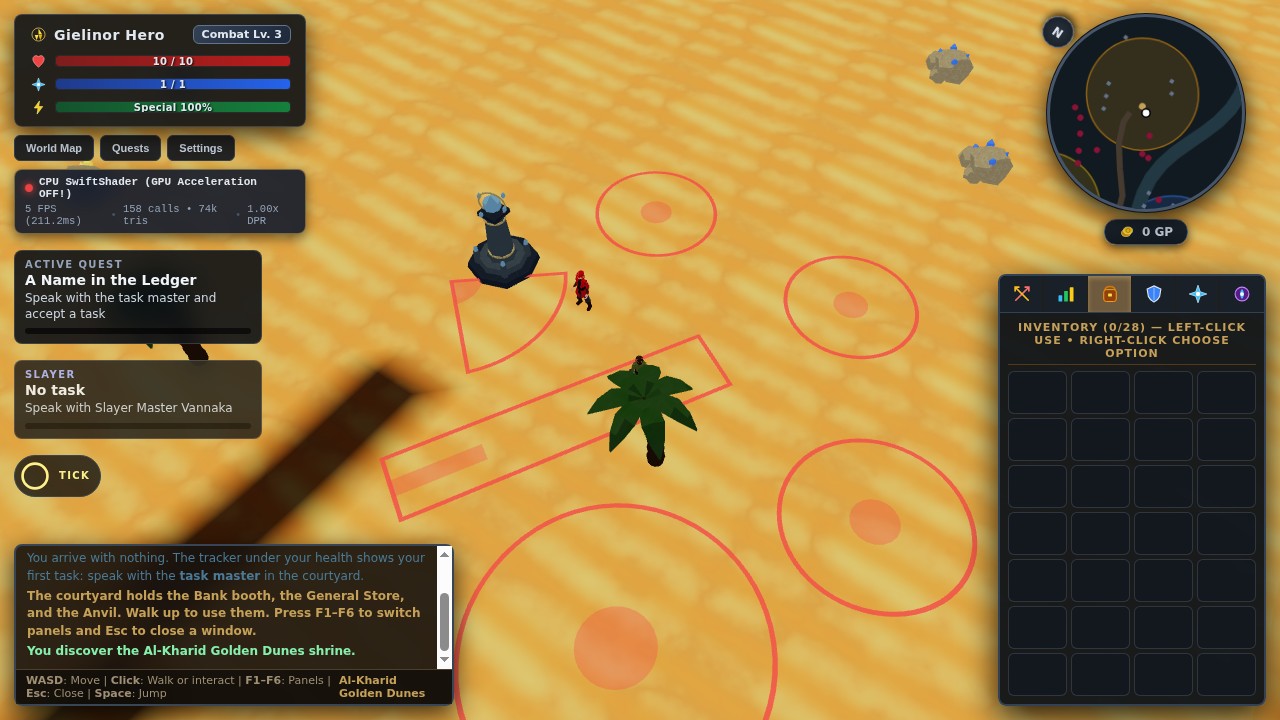 Gielinor Hero
Combat Lv. 3
10 / 10
1 / 1
Special 100%
World Map
Quests
Settings
CPU SwiftShader (GPU Acceleration
OFF!)
5 FPS
(211.2ms)
• 158 calls • 74k
tris
• 1.00x
DPR
ACTIVE QUEST
A Name in the Ledger
Speak with the task master and
accept a task
SLAYER
No task
Speak with Slayer Master Vannaka
TICK
You arrive with nothing. The tracker under your health shows your
first task: speak with the task master in the courtyard.
The courtyard holds the Bank booth, the General Store,
and the Anvil. Walk up to use them. Press F1–F6 to switch
panels and Esc to close a window.
You discover the Al-Kharid Golden Dunes shrine.
WASD: Move | Click: Walk or interact | F1–F6: Panels |
Esc: Close | Space: Jump
Al-Kharid
Golden Dunes
N
0 GP
INVENTORY (0/28) — LEFT-CLICK
USE • RIGHT-CLICK CHOOSE
OPTION